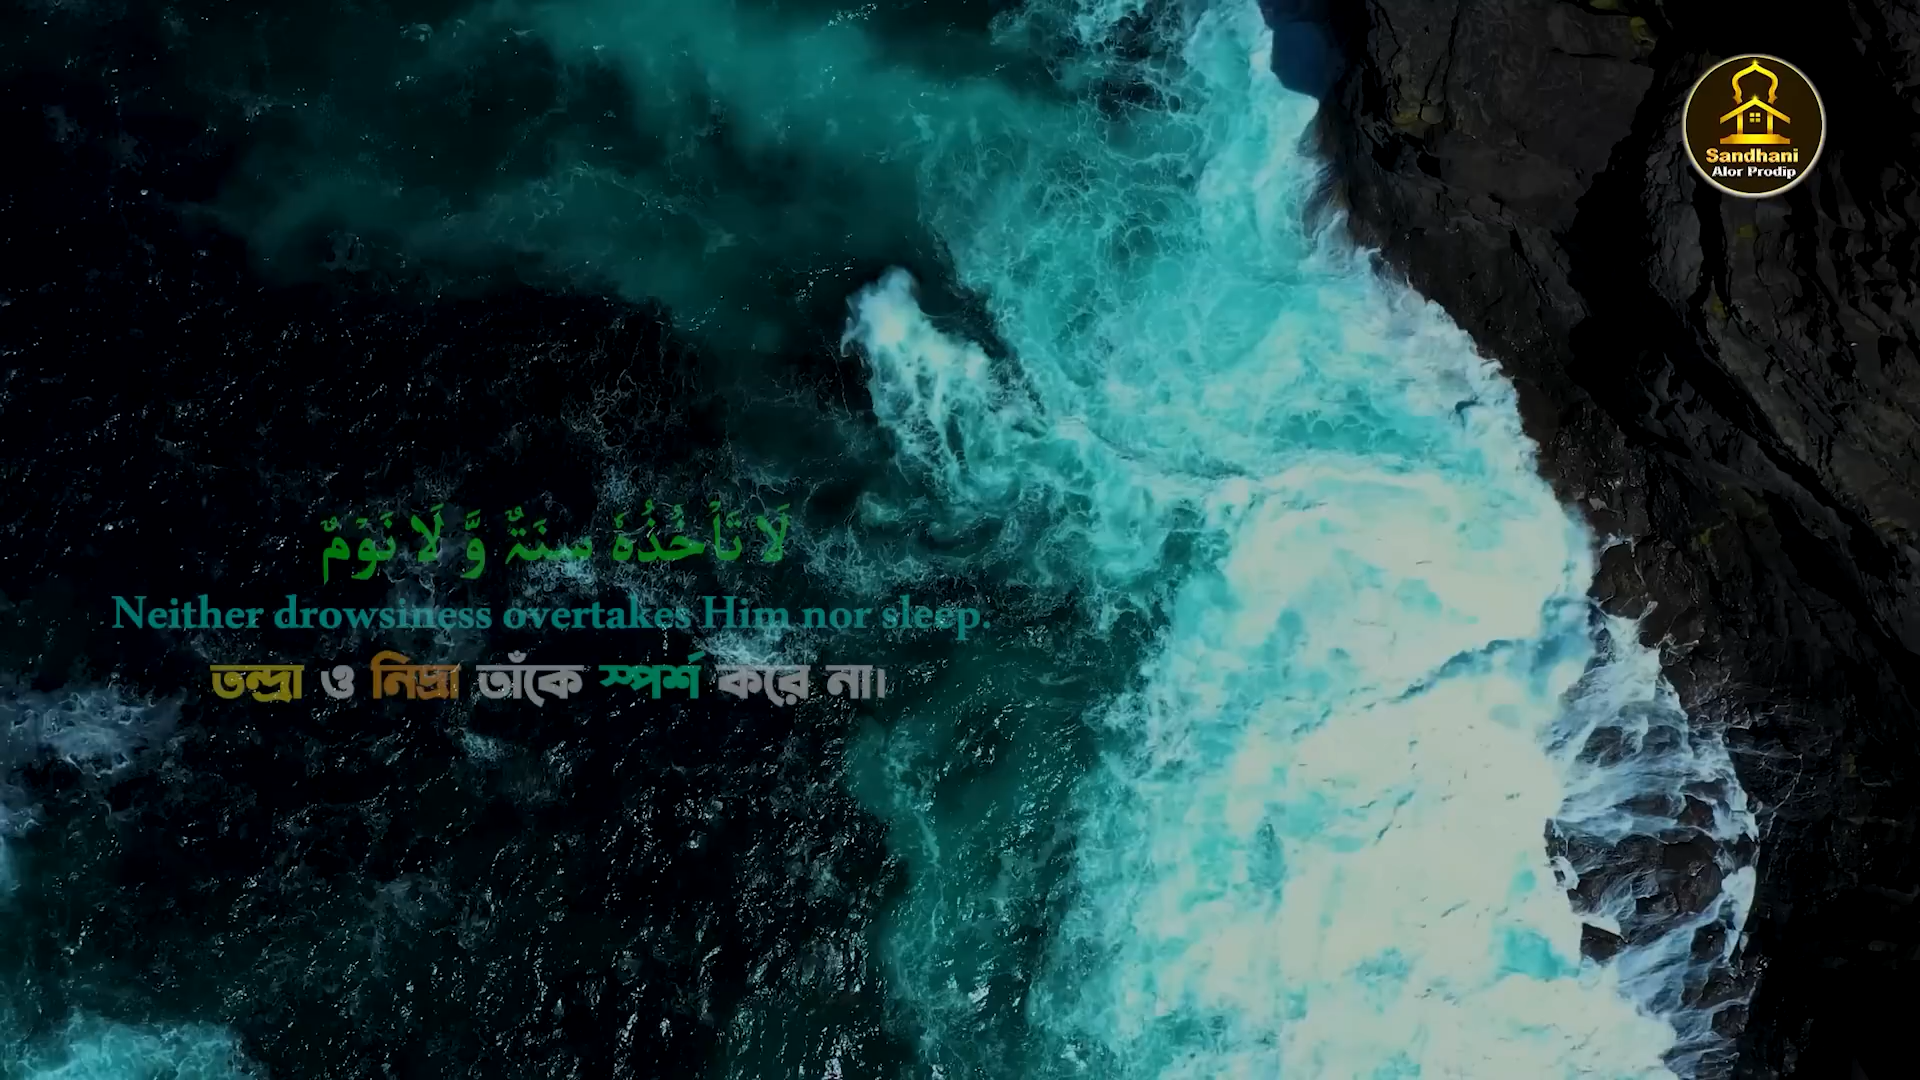 لَا تَاۡخُذُهٗ سِنَۃٌ وَّ لَا نَوۡمٌ
Neither drowsiness overtakes Him nor sleep.
তন্দ্রা ও নিদ্রা তাঁকে স্পর্শ করে না।
Sandhani
Alor Prodip